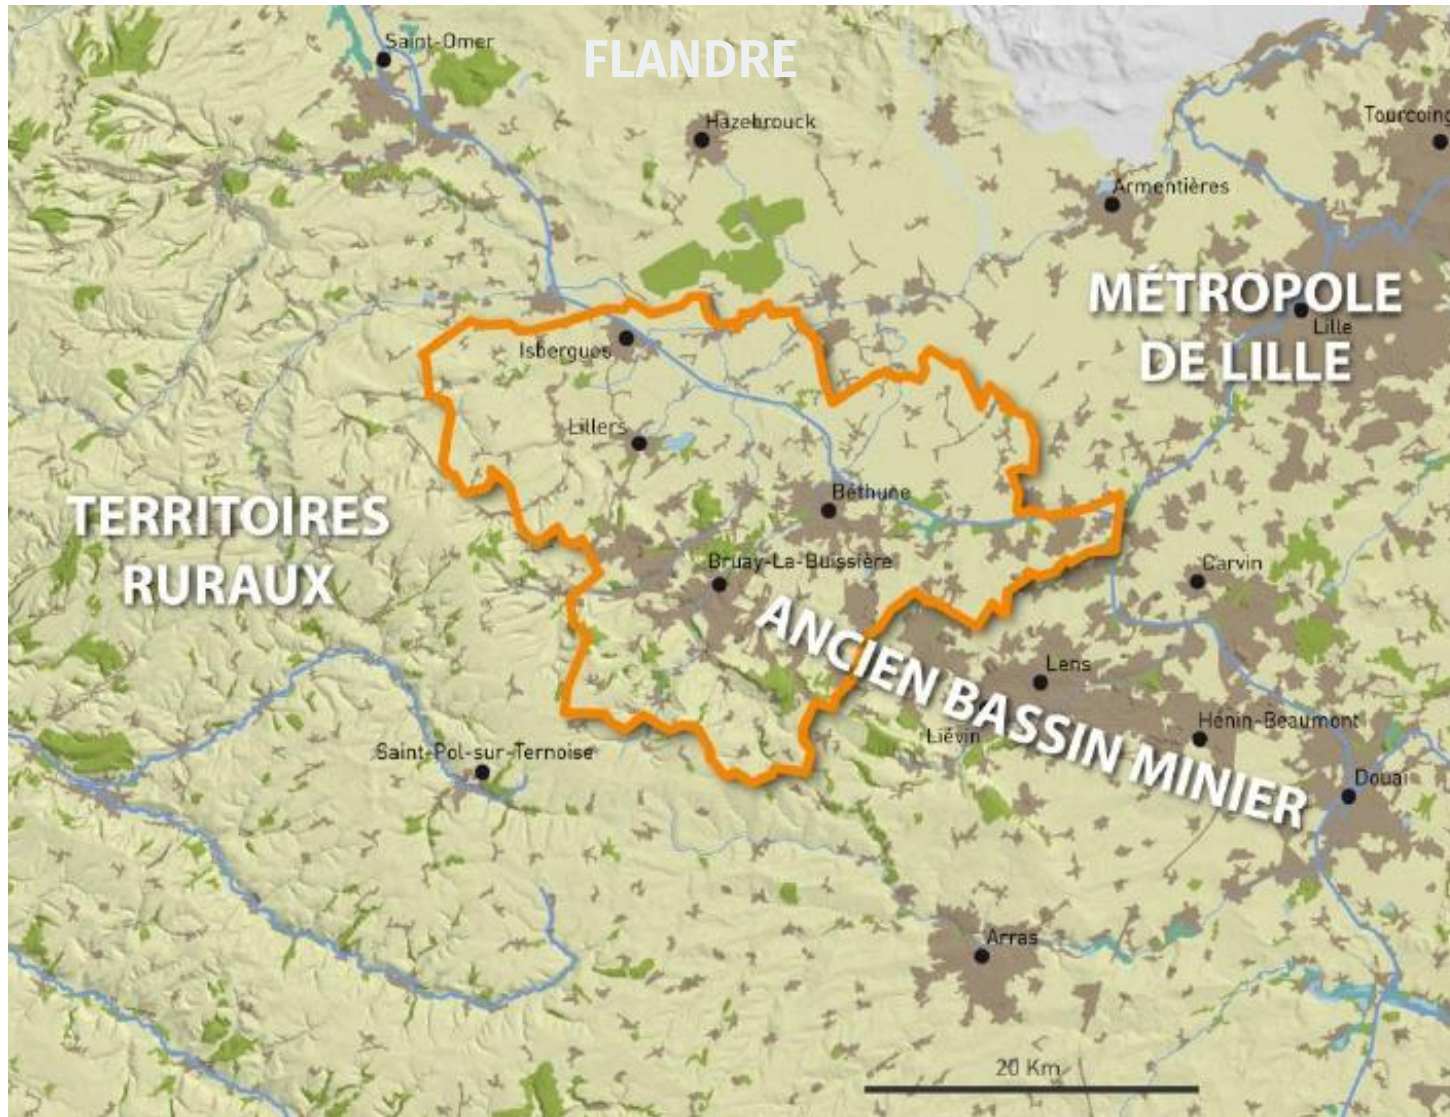 Saint-Omer
FLANDRE
Hazebrouck
Tourcoing
Armentières
MÉTROPOLE
DE LILLE
Lille
Isbergues
Lillers
TERRITOIRES
RURAUX
Béthune
Bruay-La-Buissière
Carvin
ANCIEN BASSIN MINIER
Lens
Hénin-Beaumont
Liévin
Saint-Pol-sur-Ternoise
Douai
Arras
20 Km